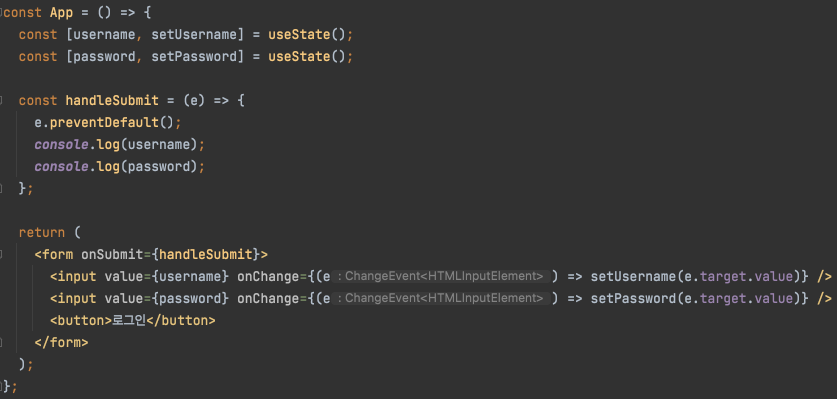 const App = () => {
  const [username, setUsername] = useState();
  const [password, setPassword] = useState();

  const handleSubmit = (e) => {
    e.preventDefault();
    console.log(username);
    console.log(password);
  };

  return (
    <form onSubmit={handleSubmit}>
      <input value={username} onChange={(e : ChangeEvent<HTMLInputElement> ) => setUsername(e.target.value)} />
      <input value={password} onChange={(e : ChangeEvent<HTMLInputElement> ) => setPassword(e.target.value)} />
      <button>로그인</button>
    </form>
  );
};